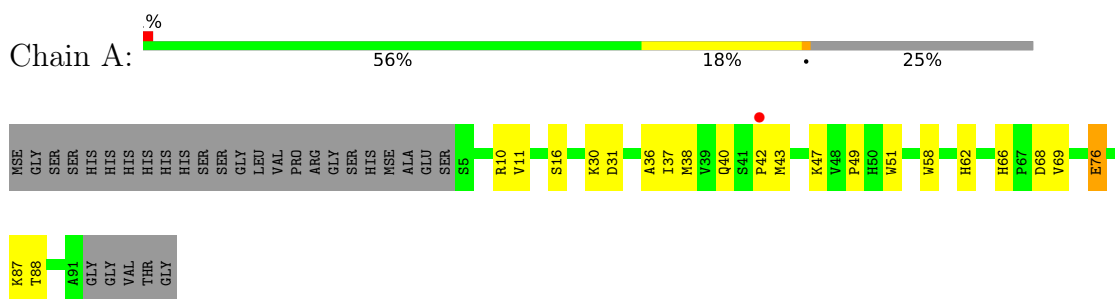 .%
Chain A:
56% 18% • 25%
MSE GLY SER SER HIS HIS HIS HIS HIS HIS SER SER GLY LEU VAL PRO ARG GLY SER HIS MSE ALA GLU SER S5 R10 V11 S16 K30 D31 A36 I37 M38 V39 Q40 S41 P42 M43 K47 V48 P49 H50 W51 W58 H62 H66 P67 D68 V69 E76
K87 T88 A91 GLY GLY VAL THR GLY